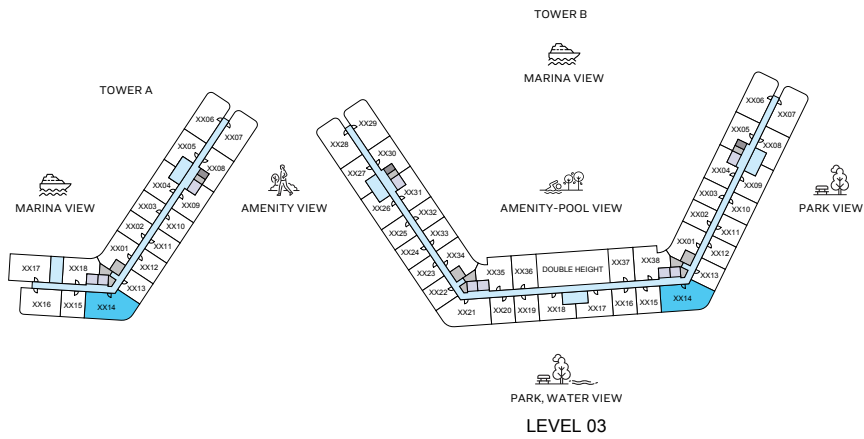 TOWER B
MARINA VIEW
TOWER A
MARINA VIEW
AMENITY VIEW
AMENITY-POOL VIEW
PARK VIEW
XX06
XX07
XX05
XX08
XX04
XX09
XX03
XX10
XX02
XX11
XX01
XX12
XX13
XX17
XX18
XX16
XX15
XX14
XX29
XX28
XX30
XX27
XX31
XX26
XX32
XX25
XX33
XX24
XX34
XX23
XX22
XX35
XX36
DOUBLE HEIGHT
XX37
XX38
XX21
XX20
XX19
XX18
XX17
XX16
XX15
XX14
XX06
XX07
XX05
XX08
XX04
XX09
XX03
XX10
XX02
XX11
XX01
XX12
XX13
PARK, WATER VIEW
LEVEL 03